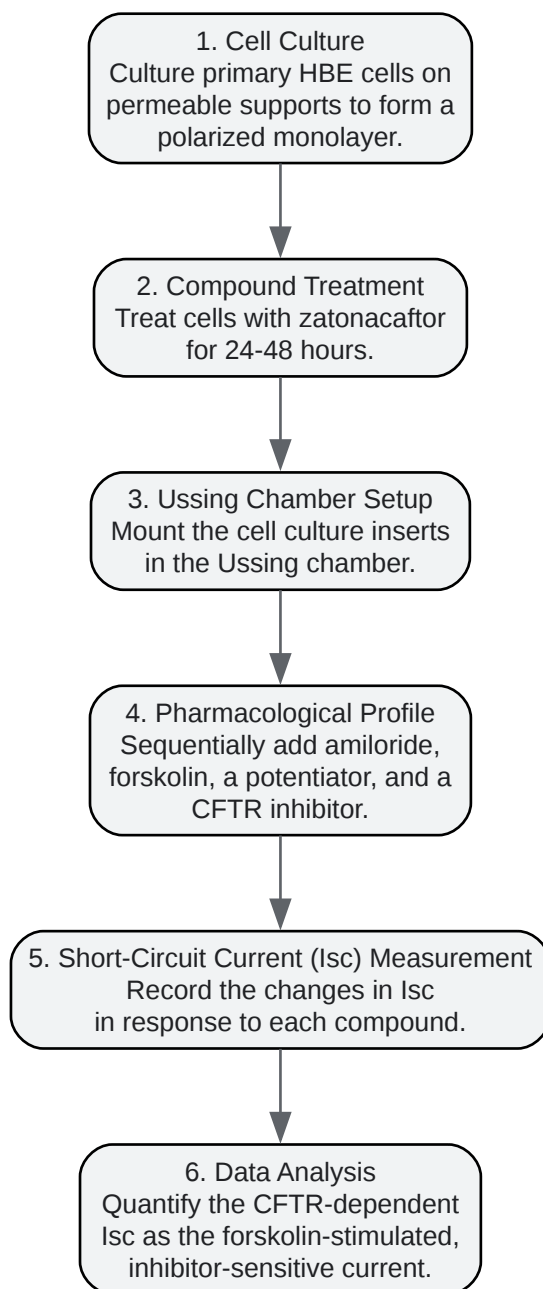 1. Cell Culture
Culture primary HBE cells on
permeable supports to form a
polarized monolayer.
2. Compound Treatment
Treat cells with zatonacaftor
for 24-48 hours.
3. Ussing Chamber Setup
Mount the cell culture inserts
in the Ussing chamber.
4. Pharmacological Profile
Sequentially add amiloride,
forskolin, a potentiator, and a
CFTR inhibitor.
5. Short-Circuit Current (Isc) Measurement
Record the changes in Isc
in response to each compound.
6. Data Analysis
Quantify the CFTR-dependent
Isc as the forskolin-stimulated,
inhibitor-sensitive current.